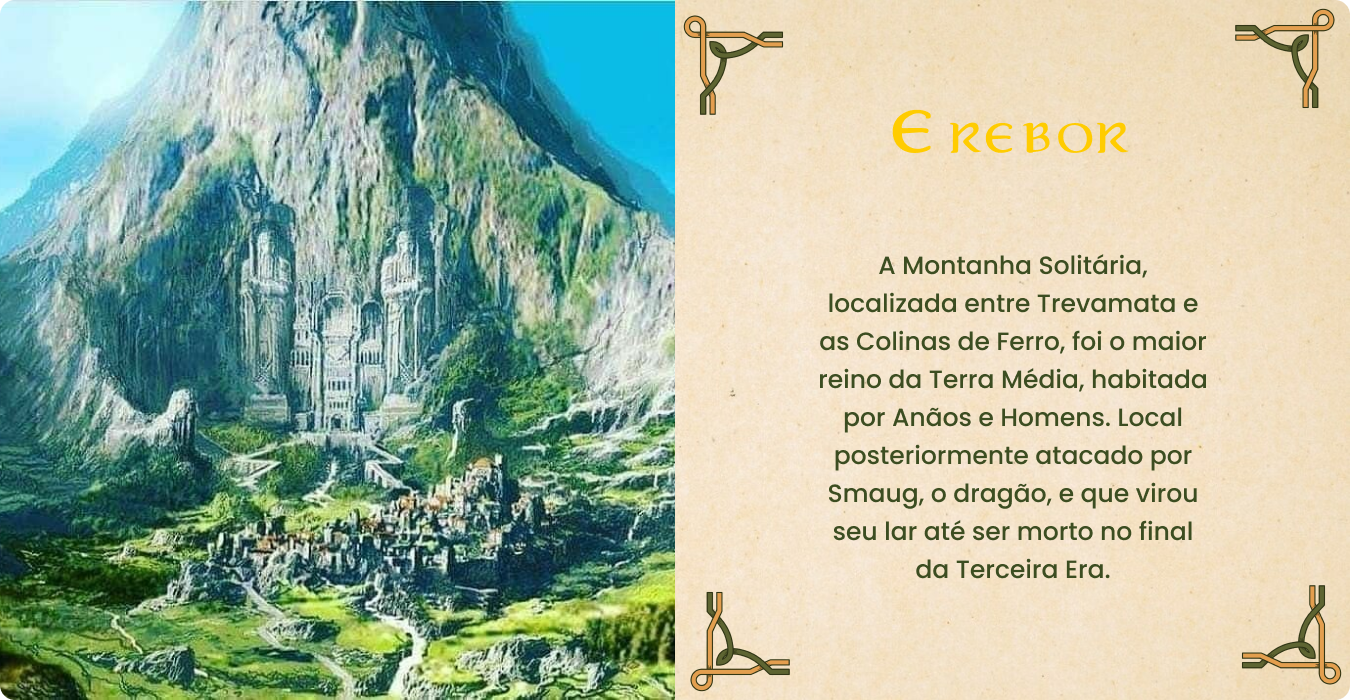 EREBOR
A Montanha Solitária,
localizada entre Trevamata e
as Colinas de Ferro, foi o maior
reino da Terra Média, habitada
por Anãos e Homens. Local
posteriormente atacado por
Smaug, o dragão, e que virou
seu lar até ser morto no final
da Terceira Era.